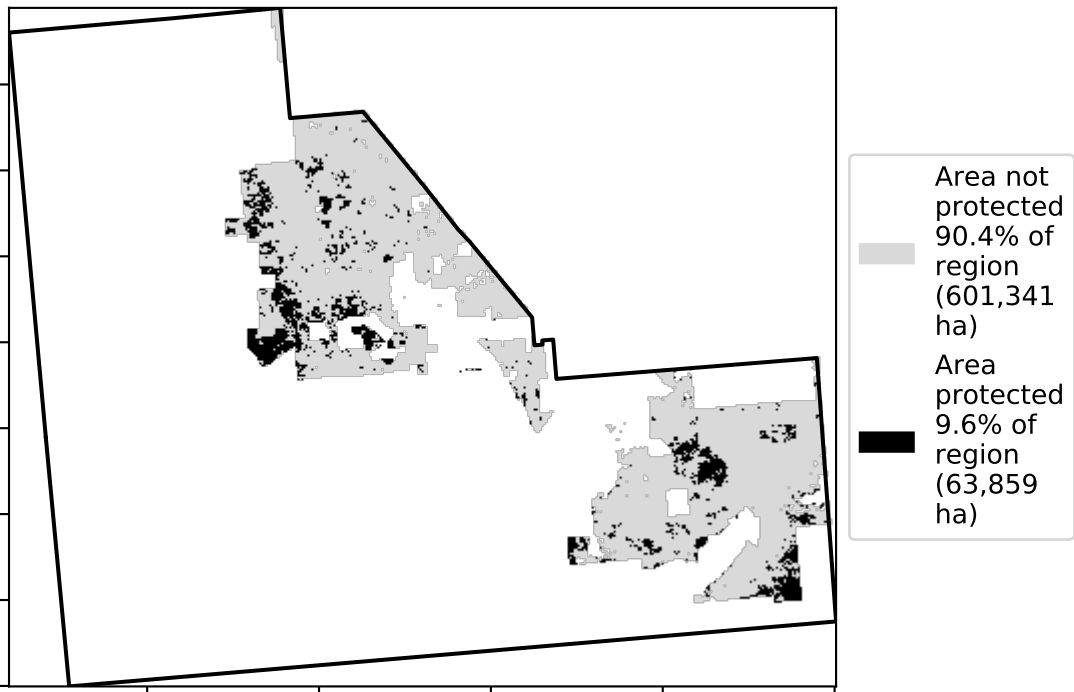 Area not
protected
90.4% of
region
(601,341
ha)
Area
protected
9.6% of
region
(63,859
ha)